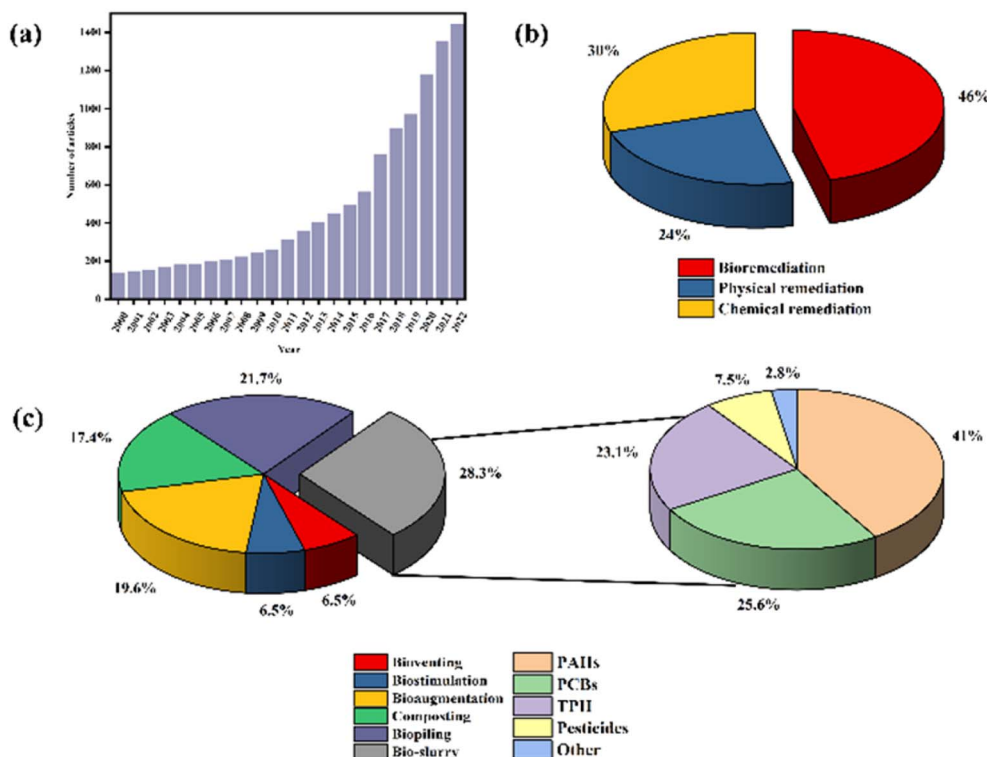 (a)
Number of articles
1400
1200
1000
800
600
400
200
0
2000
2001
2002
2003
2004
2005
2006
2007
2008
2009
2010
2011
2012
2013
2014
2015
2016
2017
2018
2019
2020
2021
2022
Year
(b)
30%
46%
24%
Bioremediation
Physical remediation
Chemical remediation
(c)
21.7%
17.4%
28.3%
19.6%
6.5%
6.5%
2.8%
7.5%
23.1%
41%
25.6%
Bioventing
Biostimulation
Bioaugmentation
Composting
Biopiling
Bio-slurry
PAHs
PCBs
TPH
Pesticides
Other